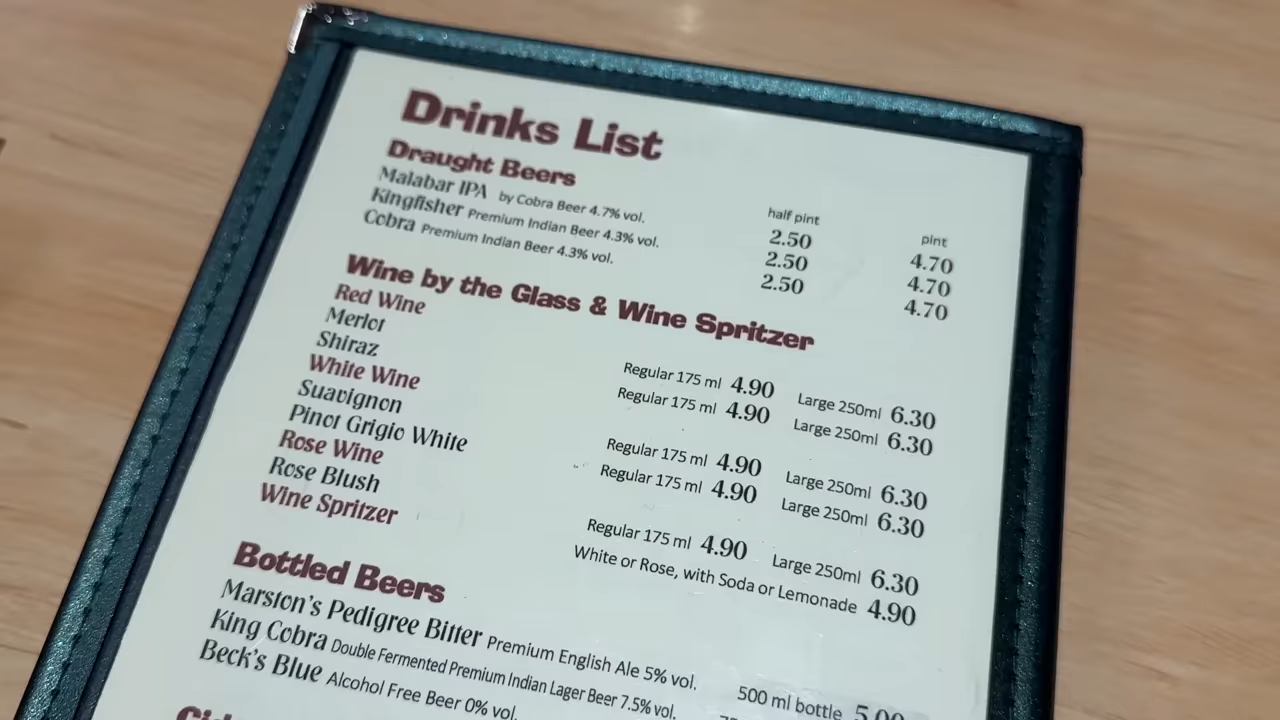 Drinks List
Draught Beers
half pint pint
Malabar IPA by Cobra Beer 4.7% vol. 2.50 4.70
Kingfisher Premium Indian Beer 4.3% vol. 2.50 4.70
Cobra Premium Indian Beer 4.3% vol. 2.50 4.70
Wine by the Glass & Wine Spritzer
Red Wine
Merlot Regular 175 ml 4.90 Large 250ml 6.30
Shiraz Regular 175 ml 4.90 Large 250ml 6.30
White Wine
Suavignon Regular 175 ml 4.90 Large 250ml 6.30
Pinot Grigio White Regular 175 ml 4.90 Large 250ml 6.30
Rose Wine
Rose Blush Regular 175 ml 4.90 Large 250ml 6.30
Wine Spritzer White or Rose, with Soda or Lemonade 4.90
Bottled Beers
Marston's Pedigree Bitter Premium English Ale 5% vol. 500 ml bottle 5.00
King Cobra Double Fermented Premium Indian Lager Beer 7.5% vol.
Beck's Blue Alcohol Free Beer 0% vol.